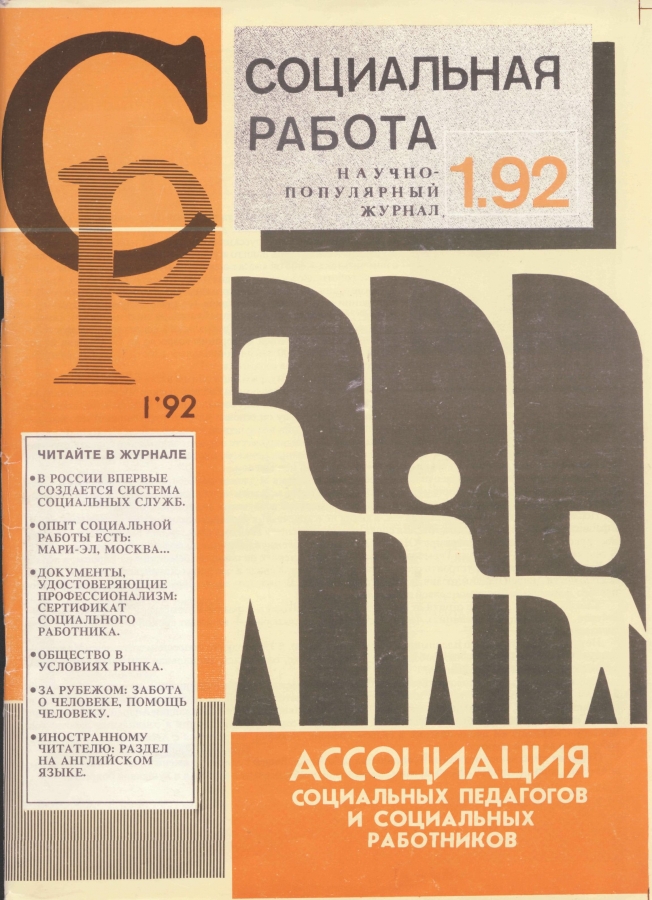 Ср
1'92
СОЦИАЛЬНАЯ
РАБОТА
НАУЧНО-
ПОПУЛЯРНЫЙ
ЖУРНАЛ
1.92
ЧИТАЙТЕ В ЖУРНАЛЕ
•В РОССИИ ВПЕРВЫЕ
СОЗДАЕТСЯ СИСТЕМА
СОЦИАЛЬНЫХ СЛУЖБ.
•ОПЫТ СОЦИАЛЬНОЙ
РАБОТЫ ЕСТЬ:
МАРИ-ЭЛ, МОСКВА...
•ДОКУМЕНТЫ,
УДОСТОВЕРЯЮЩИЕ
ПРОФЕССИОНАЛИЗМ:
СЕРТИФИКАТ
СОЦИАЛЬНОГО
РАБОТНИКА.
•ОБЩЕСТВО В
УСЛОВИЯХ РЫНКА.
•ЗА РУБЕЖОМ: ЗАБОТА
О ЧЕЛОВЕКЕ, ПОМОЩЬ
ЧЕЛОВЕКУ.
•ИНОСТРАННОМУ
ЧИТАТЕЛЮ: РАЗДЕЛ
НА АНГЛИЙСКОМ
ЯЗЫКЕ.
АССОЦИАЦИЯ
СОЦИАЛЬНЫХ ПЕДАГОГОВ
И СОЦИАЛЬНЫХ
РАБОТНИКОВ